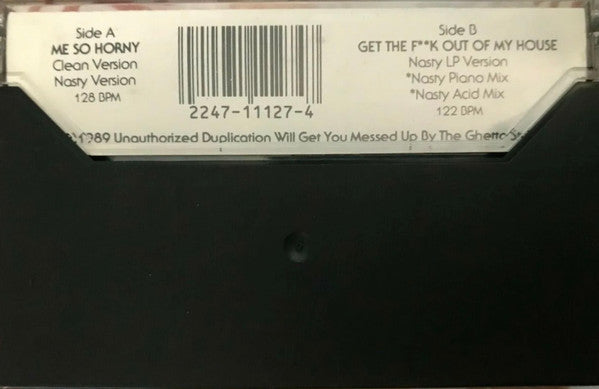 Side A
ME SO HORNY
Clean Version
Nasty Version
128 BPM
2247-11127-4
Side B
GET THE F**K OUT OF MY HOUSE
Nasty LP Version
*Nasty Piano Mix
*Nasty Acid Mix
122 BPM
1989 Unauthorized Duplication Will Get You Messed Up By The Ghetto